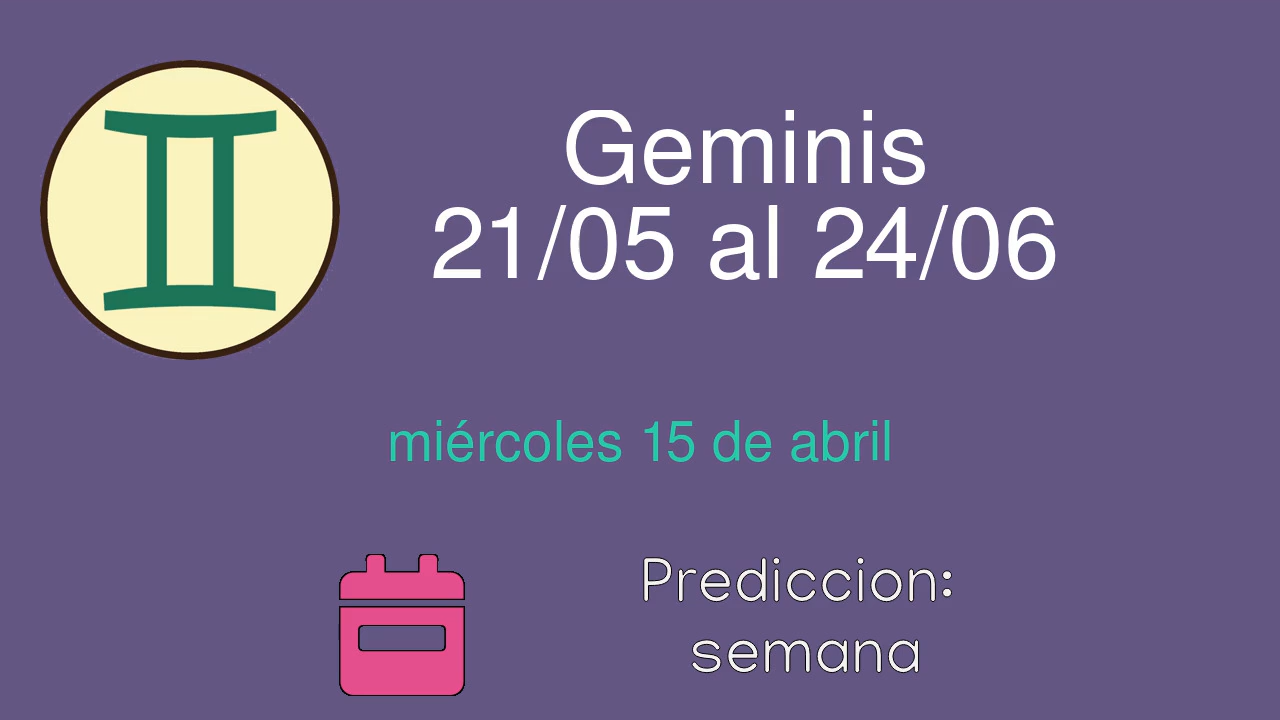 Geminis
21/05 al 24/06
miércoles 15 de abril
Prediccion:
semana